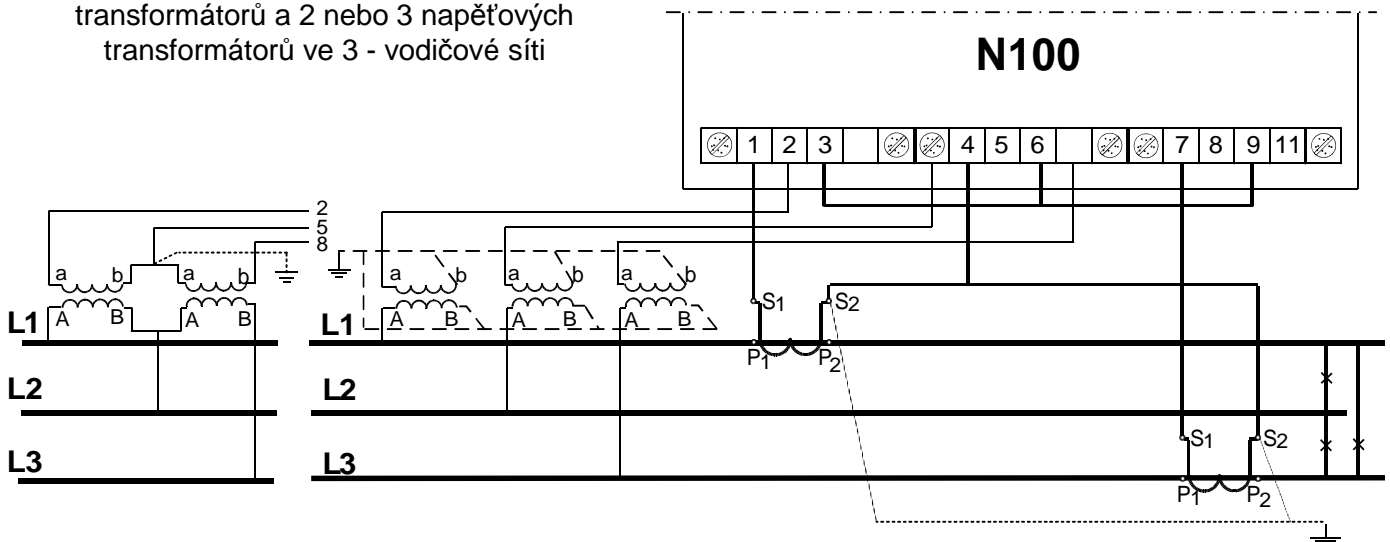 transformátorů a 2 nebo 3 napěťových
transformátorů ve 3 - vodičové síti
N100
1 2 3 4 5 6 7 8 9 11
2
5
8
a b a b a b a b a b
S1 S2
A B A B A B A B A B
L1 L1
P1 P2
L2 L2
S1 S2
L3 L3
P1 P2